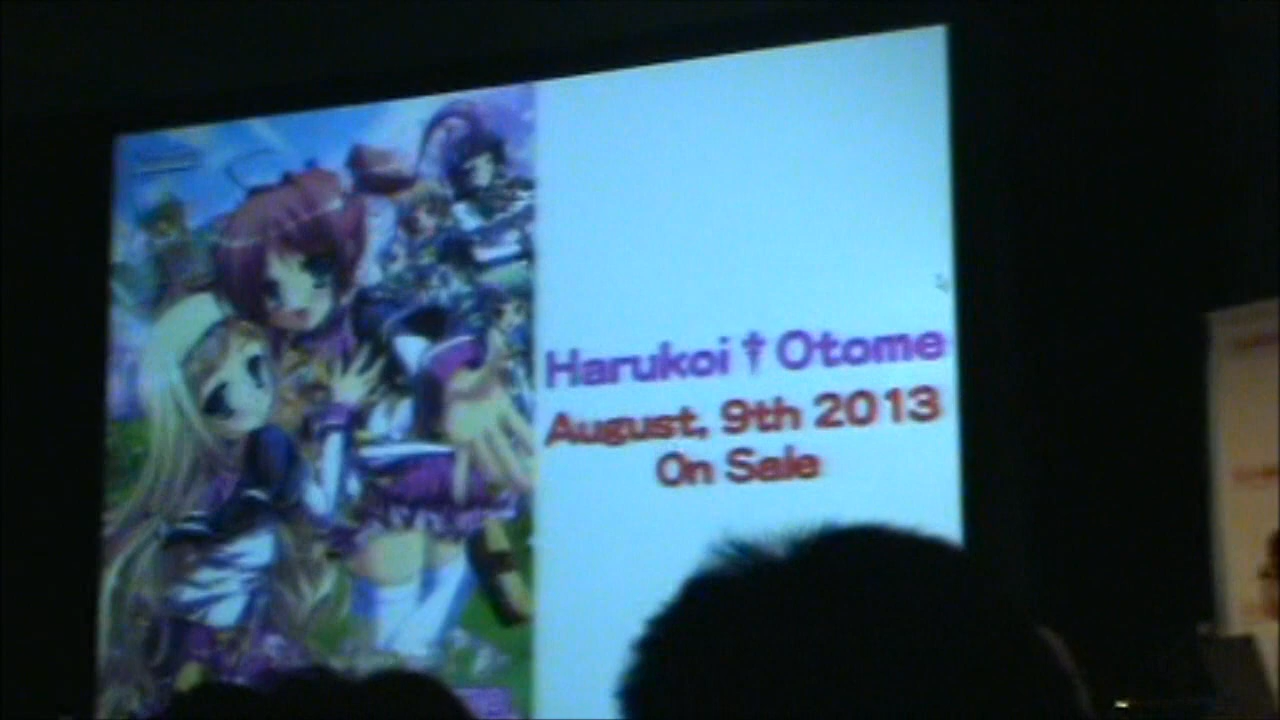 Harukoi † Otome
August, 9th 2013
On Sale